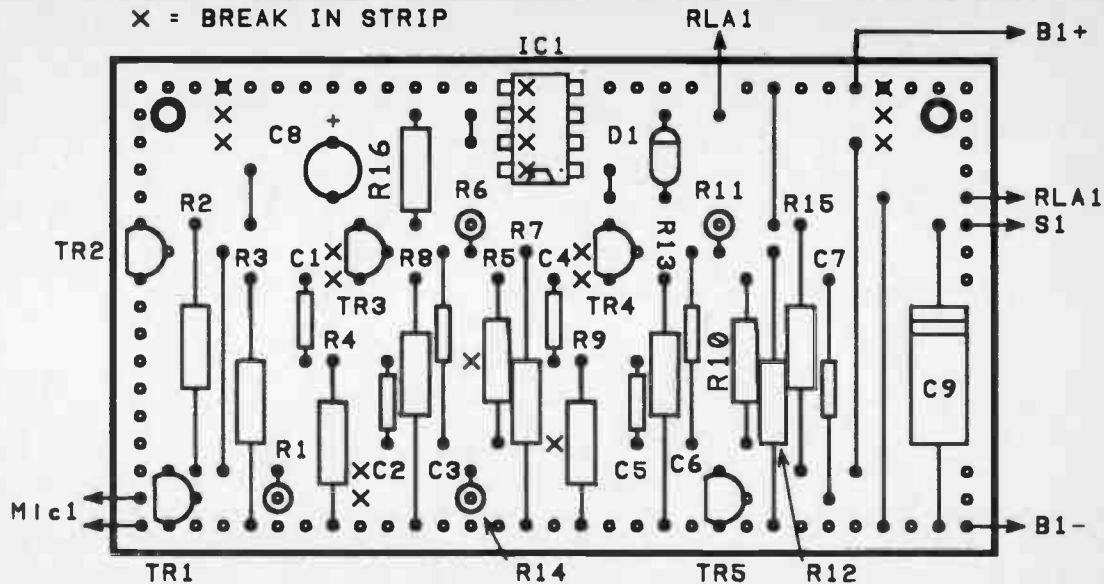 X = BREAK IN STRIP
RLA1
B1+
IC1
C8
+
R16
D1
R6
R11
RLA1
R2
R15
S1
TR2
R3
C1
R8
R5
R7
C4
R13
C7
TR3
TR4
R4
R9
R10
C9
R1
C2
C3
C5
C6
Mic1
B1-
TR1
R14
TR5
R12